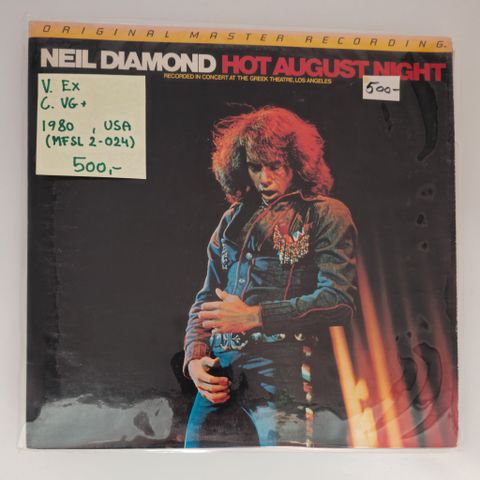 ORIGINAL MASTER RECORDING
NEIL DIAMOND HOT AUGUST NIGHT
RECORDED IN CONCERT AT THE GREEK THEATRE, LOS ANGELES
500-
V. EX
C. VG+
1980 , USA
(MFSL 2-024)
500,-